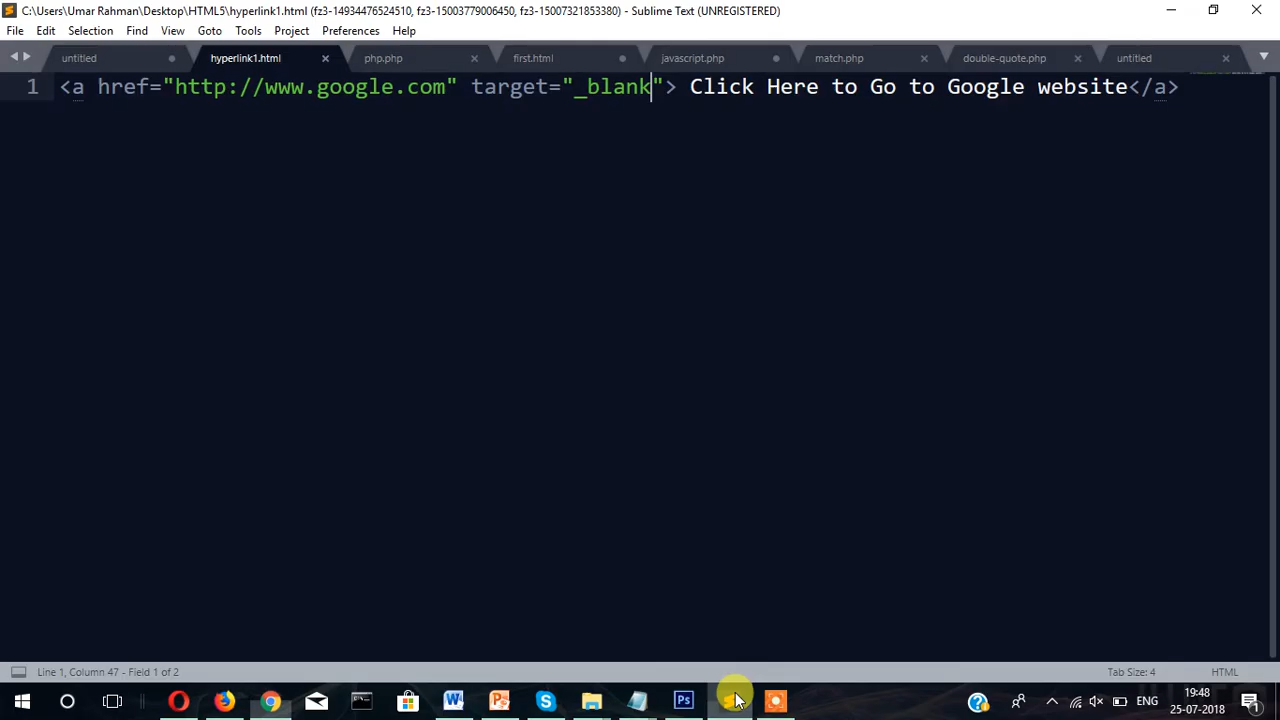 C:\Users\Umar Rahman\Desktop\HTML5\hyperlink1.html (fz3-14934476524510, fz3-15003779006450, fz3-15007321853380) - Sublime Text (UNREGISTERED)
File Edit Selection Find View Goto Tools Project Preferences Help
untitled hyperlink1.html php.php first.html javascript.php match.php double-quote.php untitled
1 <a href="http://www.google.com" target="_blank"> Click Here to Go to Google website</a>
Line 1, Column 47 - Field 1 of 2 Tab Size: 4 HTML
ENG 19:48
25-07-2018